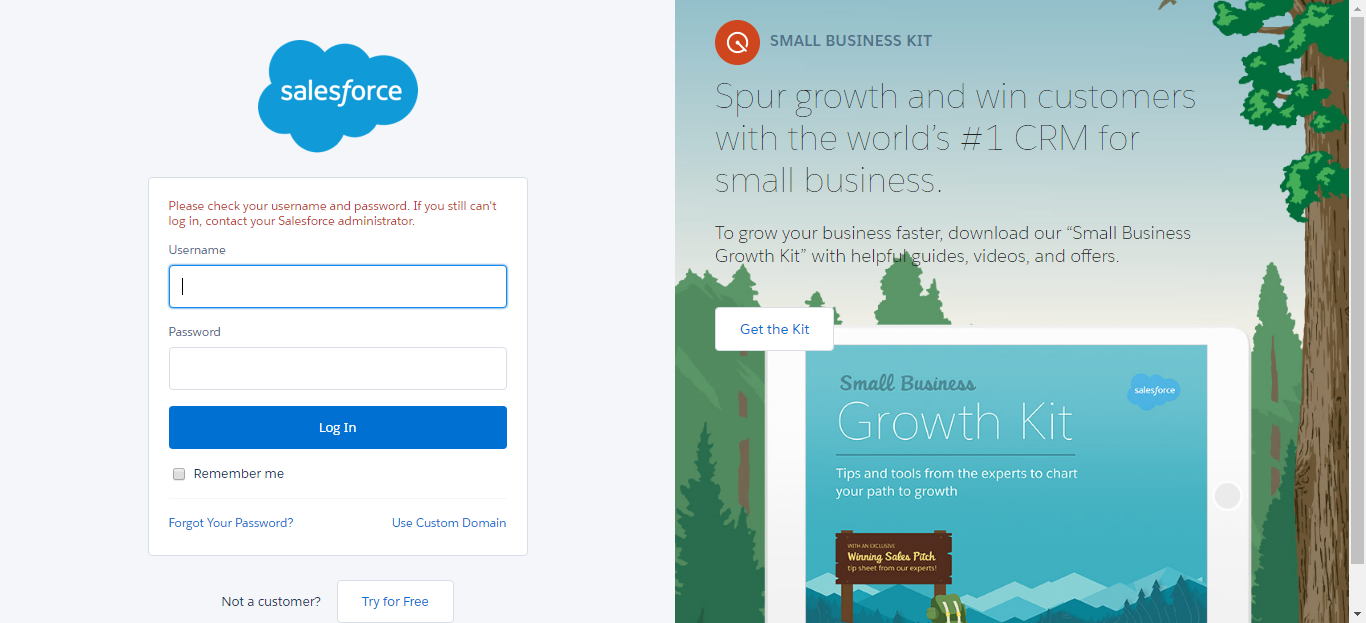 salesforce
Please check your username and password. If you still can't
log in, contact your Salesforce administrator.
Username
Password
Log In
Remember me
Forgot Your Password?
Use Custom Domain
Not a customer?
Try for Free
SMALL BUSINESS KIT
Spur growth and win customers
with the world's #1 CRM for
small business.
To grow your business faster, download our “Small Business
Growth Kit” with helpful guides, videos, and offers.
Get the Kit
Small Business
salesforce
Growth Kit
Tips and tools from the experts to chart
your path to growth
WITH AN EXCLUSIVE
Winning Sales Pitch
tip sheet from our experts!